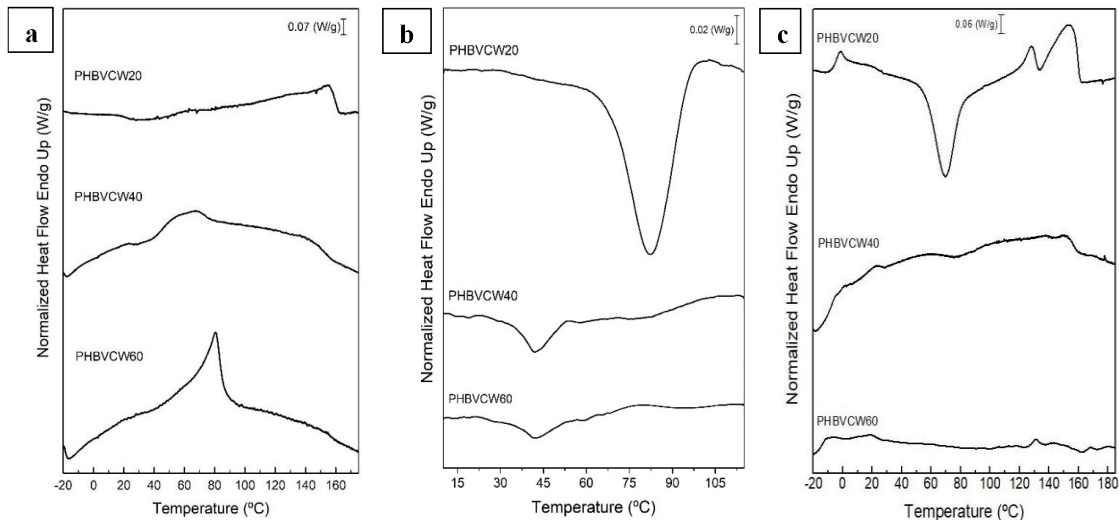 a
0.07 (W/g)
PHBVCW20
PHBVCW40
PHBVCW60
Normalized Heat Flow Endo Up (W/g)
-20 0 20 40 60 80 100 120 140 160
Temperature (ºC)
b
0.02 (W/g)
PHBVCW20
PHBVCW40
PHBVCW60
Normalized Heat Flow Endo Up (W/g)
15 30 45 60 75 90 105
Temperature (ºC)
c
0.06 (W/g)
PHBVCW20
PHBVCW40
PHBVCW60
Normalized Heat Flow Endo Up (W/g)
-20 0 20 40 60 80 100 120 140 160 180
Temperature (ºC)